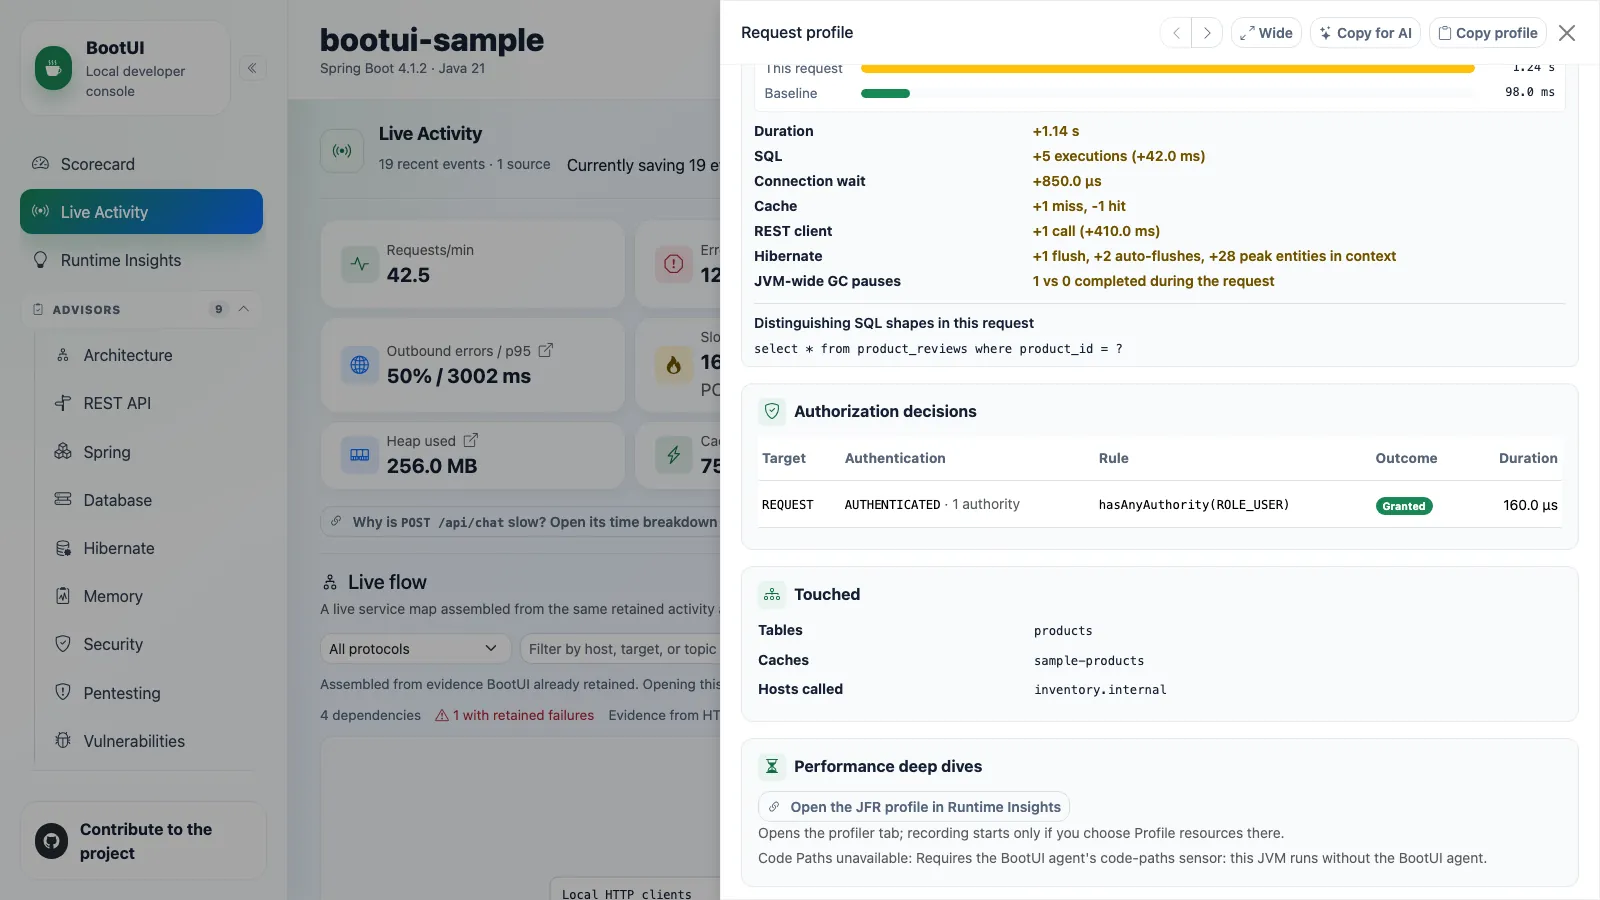 BootUI
Local developer
console
Scorecard
Live Activity
Runtime Insights
ADVISORS 9
Architecture
REST API
Spring
Database
Hibernate
Memory
Security
Pentesting
Vulnerabilities
Contribute to the
project
bootui-sample
Spring Boot 4.1.2 · Java 21
Live Activity
19 recent events · 1 source Currently saving 19 e
Requests/min
42.5
Err
12
Outbound errors / p95
50% / 3002 ms
Slo
16
PO
Heap used
256.0 MB
Ca
75
Why is POST /api/chat slow? Open its time breakdown
Live flow
A live service map assembled from the same retained activity
All protocols
Filter by host, target, or topic
Assembled from evidence BootUI already retained. Opening this
4 dependencies 1 with retained failures Evidence from HT
Local HTTP clients
Request profile
Wide
Copy for AI
Copy profile
This request 1.24 s
Baseline 98.0 ms
Duration +1.14 s
SQL +5 executions (+42.0 ms)
Connection wait +850.0 µs
Cache +1 miss, -1 hit
REST client +1 call (+410.0 ms)
Hibernate +1 flush, +2 auto-flushes, +28 peak entities in context
JVM-wide GC pauses 1 vs 0 completed during the request
Distinguishing SQL shapes in this request
select * from product_reviews where product_id = ?
Authorization decisions
Target Authentication Rule Outcome Duration
REQUEST AUTHENTICATED · 1 authority hasAnyAuthority(ROLE_USER) Granted 160.0 µs
Touched
Tables products
Caches sample-products
Hosts called inventory.internal
Performance deep dives
Open the JFR profile in Runtime Insights
Opens the profiler tab; recording starts only if you choose Profile resources there.
Code Paths unavailable: Requires the BootUI agent's code-paths sensor: this JVM runs without the BootUI agent.